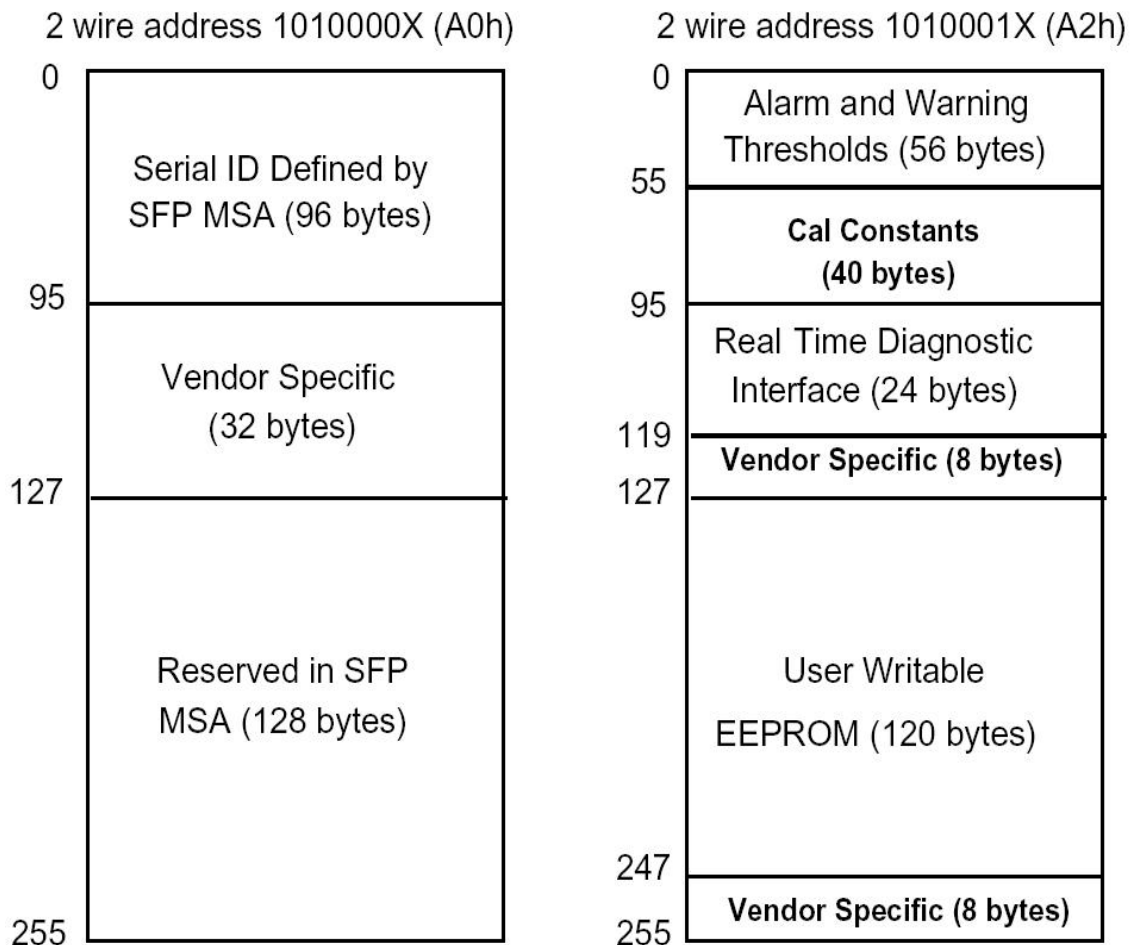 2 wire address 1010000X (A0h)
0
Serial ID Defined by
SFP MSA (96 bytes)
95
Vendor Specific
(32 bytes)
127
Reserved in SFP
MSA (128 bytes)
255
2 wire address 1010001X (A2h)
0
Alarm and Warning
Thresholds (56 bytes)
55
Cal Constants
(40 bytes)
95
Real Time Diagnostic
Interface (24 bytes)
119
Vendor Specific (8 bytes)
127
User Writable
EEPROM (120 bytes)
247
Vendor Specific (8 bytes)
255